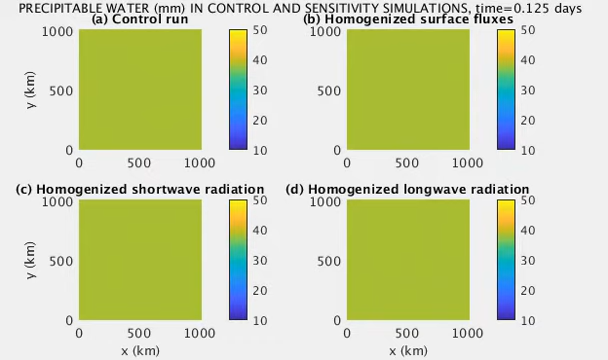 PRECIPITABLE WATER (mm) IN CONTROL AND SENSITIVITY SIMULATIONS, time=0.125 days
(a) Control run
(b) Homogenized surface fluxes
1000
500
0
y (km)
0 500 1000
50
40
30
20
10
1000
500
0
0 500 1000
50
40
30
20
10
(c) Homogenized shortwave radiation
(d) Homogenized longwave radiation
1000
500
0
y (km)
0 500 1000
x (km)
50
40
30
20
10
1000
500
0
0 500 1000
x (km)
50
40
30
20
10